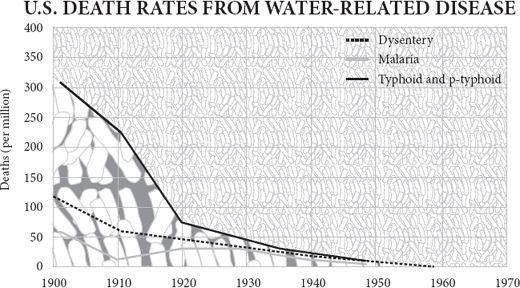 U.S. DEATH RATES FROM WATER-RELATED DISEASE
Deaths (per million)
400
350
300
250
200
150
100
50
0
Dysentery
Malaria
Typhoid and p-typhoid
1900 1910 1920 1930 1940 1950 1960 1970